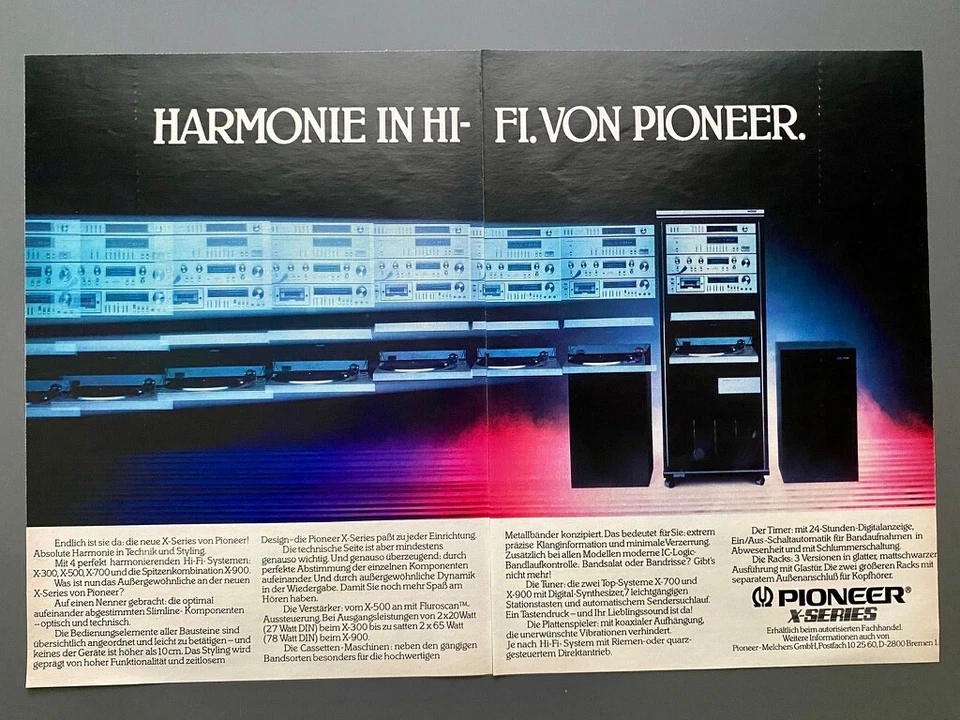 HARMONIE IN HI-FI. VON PIONEER.
Endlich ist sie da: die neue X-Series von Pioneer!
Absolute Harmonie in Technik und Styling.
Mit 4 perfekt harmonierenden Hi-Fi-Systemen:
X-300, X-500, X-700 und die Spitzenkombination X-900.
Was ist nun das Außergewöhnliche an der neuen
X-Series von Pioneer?
Auf einen Nenner gebracht: die optimal
aufeinander abgestimmten Slimline-Komponenten
– optisch und technisch.
Die Bedienungselemente aller Bausteine sind
übersichtlich angeordnet und leicht zu betätigen – und
keines der Geräte ist höher als 10 cm. Das Styling wird
geprägt von hoher Funktionalität und zeitlosem
Design – die Pioneer X-Series paßt zu jeder Einrichtung.
Die technische Seite ist aber mindestens
genauso wichtig. Und genauso überzeugend: durch
perfekte Abstimmung der einzelnen Komponenten
aufeinander. Und durch außergewöhnliche Dynamik
in der Wiedergabe. Damit Sie noch mehr Spaß am
Hören haben.
Die Verstärker: vom X-500 an mit Fluroscan™-
Aussteuerung. Bei Ausgangsleistungen von 2x20 Watt
(27 Watt DIN) beim X-300 bis zu satten 2 x 65 Watt
(78 Watt DIN) beim X-900.
Die Cassetten-Maschinen: neben den gängigen
Bandsorten besonders für die hochwertigen
Metallbänder konzipiert. Das bedeutet für Sie: extrem
präzise Klanginformation und minimale Verzerrung.
Zusätzlich bei allen Modellen moderne IC-Logic-
Bandlaufkontrolle. Bandsalat oder Bandrisse? Gibt's
nicht mehr!
Die Tuner: die zwei Top-Systeme X-700 und
X-900 mit Digital-Synthesizer, 7 leichtgängigen
Stationstasten und automatischem Sendersuchlauf.
Ein Tastendruck – und Ihr Lieblingssound ist da!
Die Plattenspieler: mit koaxialer Aufhängung,
die unerwünschte Vibrationen verhindert.
Je nach Hi-Fi-System mit Riemen- oder quarz-
gesteuertem Direktantrieb.
Der Timer: mit 24-Stunden-Digitalanzeige,
Ein/Aus-Schaltautomatik für Bandaufnahmen in
Abwesenheit und mit Schlummerschaltung.
Die Racks: 3 Versionen in glatter, mattschwarzer
Ausführung mit Glastür. Die zwei größeren Racks mit
separatem Außenanschluß für Kopfhörer.
PIONEER®
X-SERIES
Erhältlich beim autorisierten Fachhandel.
Weitere Informationen auch von
Pioneer-Melchers GmbH, Postfach 10 25 60, D-2800 Bremen 1.